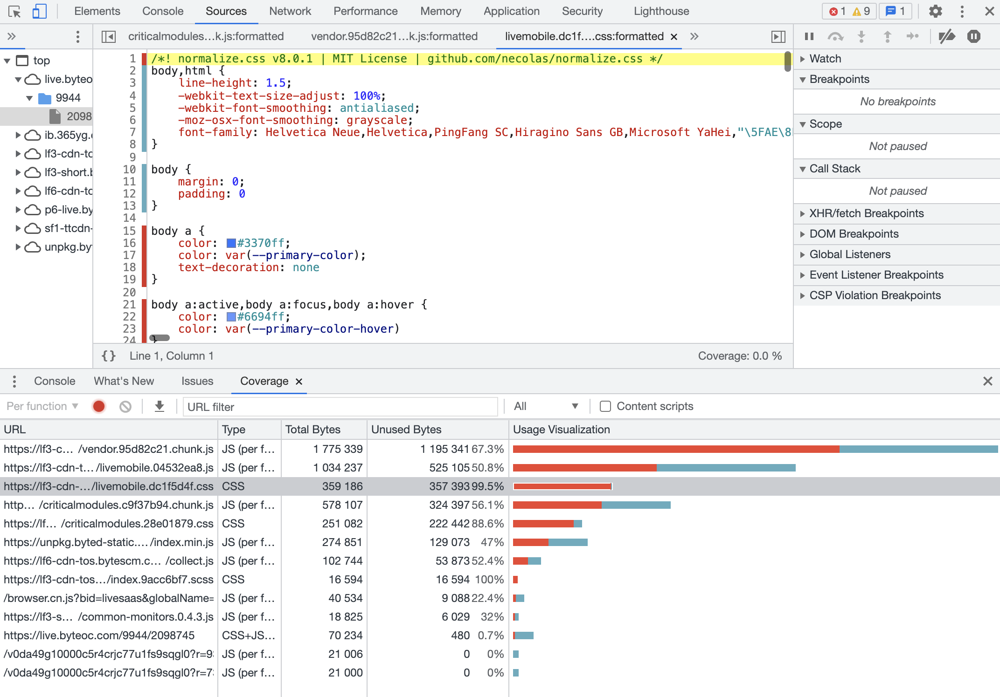 Elements Console Sources Network Performance Memory Application Security Lighthouse 1 9 1
criticalmodules...k.js:formatted vendor.95d82c21...k.js:formatted livemobile.dc1f....css:formatted × »
top
live.byteo
9944
2098
ib.365yg.
lf3-cdn-to
lf3-short.b
lf6-cdn-to
p6-live.by
sf1-ttcdn-
unpkg.by
1 /*! normalize.css v8.0.1 | MIT License | github.com/necolas/normalize.css */
2 body,html {
3 line-height: 1.5;
4 -webkit-text-size-adjust: 100%;
5 -webkit-font-smoothing: antialiased;
6 -moz-osx-font-smoothing: grayscale;
7 font-family: Helvetica Neue,Helvetica,PingFang SC,Hiragino Sans GB,Microsoft YaHei,"\5FAE\8
8 }
9
10 body {
11 margin: 0;
12 padding: 0
13 }
14
15 body a {
16 color: #3370ff;
17 color: var(--primary-color);
18 text-decoration: none
19 }
20
21 body a:active,body a:focus,body a:hover {
22 color: #6694ff;
23 color: var(--primary-color-hover)
24 }
{} Line 1, Column 1 Coverage: 0.0 %
Watch
Breakpoints
No breakpoints
Scope
Not paused
Call Stack
Not paused
XHR/fetch Breakpoints
DOM Breakpoints
Global Listeners
Event Listener Breakpoints
CSP Violation Breakpoints
Console What's New Issues Coverage ×
Per function URL filter All Content scripts
URL Type Total Bytes Unused Bytes Usage Visualization
https://lf3-c... /vendor.95d82c21.chunk.js JS (per f... 1 775 339 1 195 341 67.3%
https://lf3-cdn-t... /livemobile.04532ea8.js JS (per f... 1 034 237 525 105 50.8%
https://lf3-cdn-.../livemobile.dc1f5d4f.css CSS 359 186 357 393 99.5%
http... /criticalmodules.c9f37b94.chunk.js JS (per f... 578 107 324 397 56.1%
https://lf... /criticalmodules.28e01879.css CSS 251 082 222 442 88.6%
https://unpkg.byted-static.... /index.min.js JS (per f... 274 851 129 073 47%
https://lf6-cdn-tos.bytescm.c... /collect.js JS (per f... 102 744 53 873 52.4%
https://lf3-cdn-tos.../index.9acc6bf7.scss CSS 16 594 16 594 100%
/browser.cn.js?bid=livesaas&globalName= JS (per f... 40 534 9 088 22.4%
https://lf3-s... /common-monitors.0.4.3.js JS (per f... 18 825 6 029 32%
https://live.byteoc.com/9944/2098745 CSS+JS... 70 234 480 0.7%
/v0da49g10000c5r4crjc77u1fs9sqgl0?r=9 JS (per f... 21 006 0 0%
/v0da49g10000c5r4crjc77u1fs9sqgl0?r=7 JS (per f... 21 000 0 0%